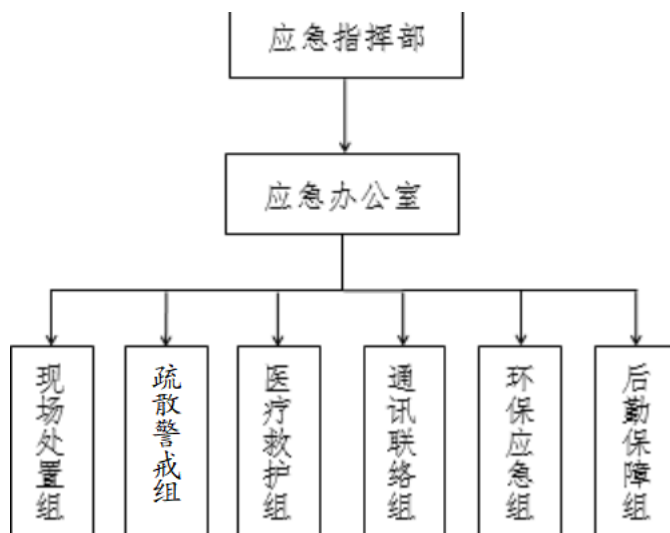 应急指挥部
应急办公室
现场处置组
疏散警戒组
医疗救护组
通讯联络组
环保应急组
后勤保障组